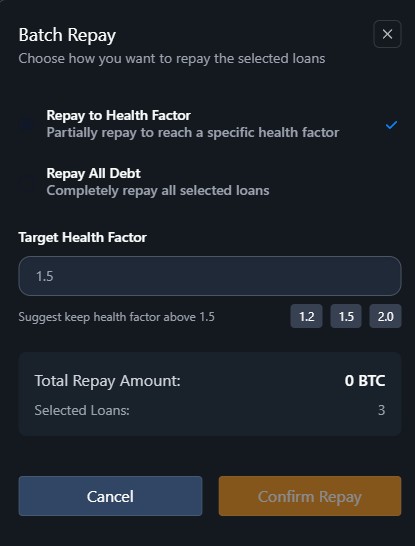 Batch Repay
Choose how you want to repay the selected loans
Repay to Health Factor
Partially repay to reach a specific health factor
Repay All Debt
Completely repay all selected loans
Target Health Factor
1.5
Suggest keep health factor above 1.5
1.2 1.5 2.0
Total Repay Amount: 0 BTC
Selected Loans: 3
Cancel Confirm Repay